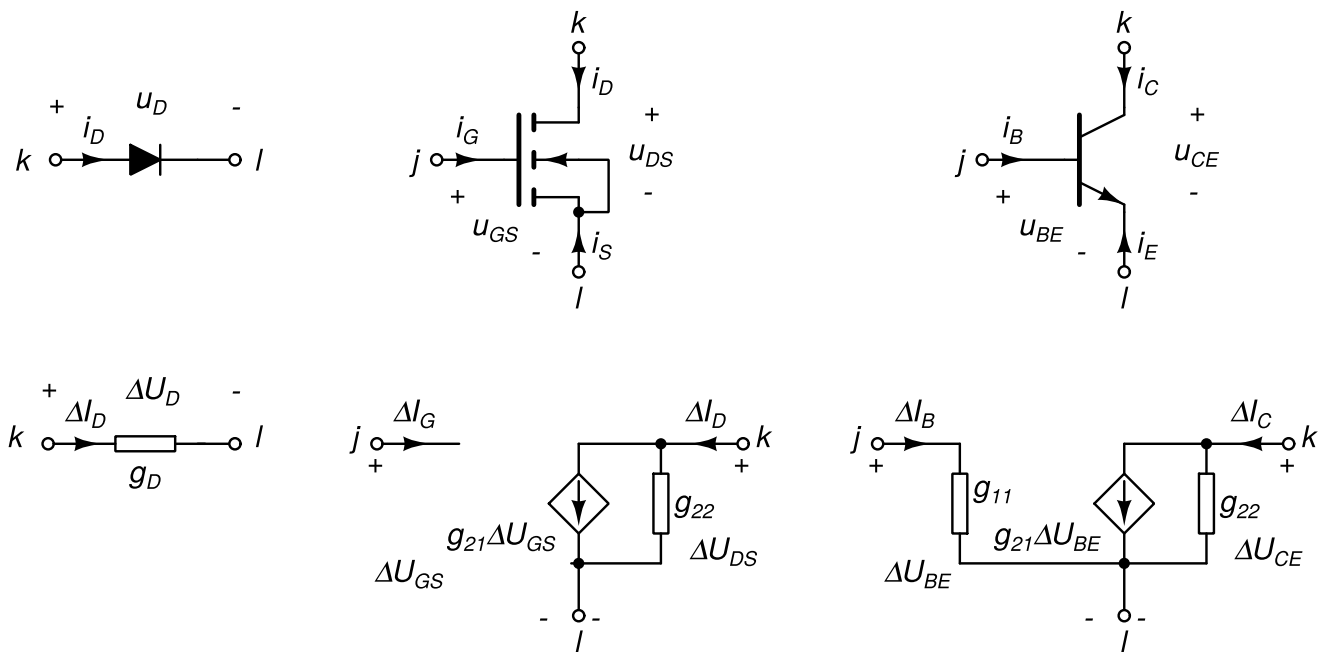 k
k
+ u_D -
i_D
k l
i_D
+
i_G
j
u_DS
+ -
u_GS
- i_S
l
i_C
+
i_B
j
u_CE
+ -
u_BE
- i_E
l
+ ΔU_D -
ΔI_D
k l
g_D
ΔI_G ΔI_D
j k
+ +
g_22
g_21ΔU_GS
ΔU_DS
ΔU_GS
- -
l
ΔI_B ΔI_C
j k
+ +
g_11
g_22
g_21ΔU_BE
ΔU_CE
ΔU_BE
- -
l